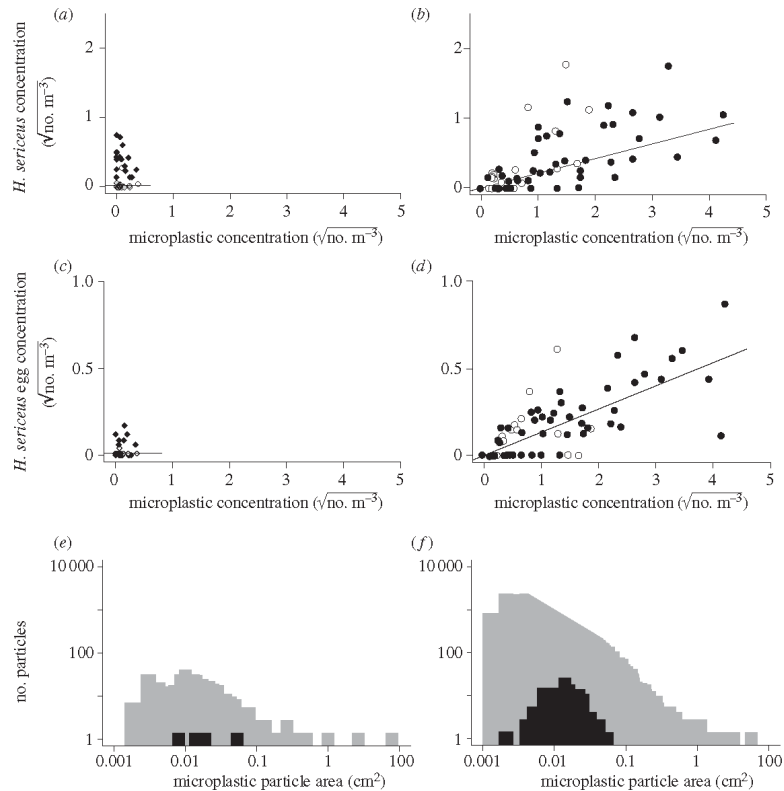 (a)
(b)
H. sericeus concentration
(√no. m⁻³)
2
1
0
0 1 2 3 4 5
microplastic concentration (√no. m⁻³)
2
1
0
0 1 2 3 4 5
microplastic concentration (√no. m⁻³)
(c)
(d)
H. sericeus egg concentration
(√no. m⁻³)
1.0
0.5
0
0 1 2 3 4 5
microplastic concentration (√no. m⁻³)
1.0
0.5
0
0 1 2 3 4 5
microplastic concentration (√no. m⁻³)
(e)
(f)
no. particles
10 000
100
1
0.001 0.01 0.1 1 100
microplastic particle area (cm²)
10 000
100
1
0.001 0.01 0.1 1 100
microplastic particle area (cm²)